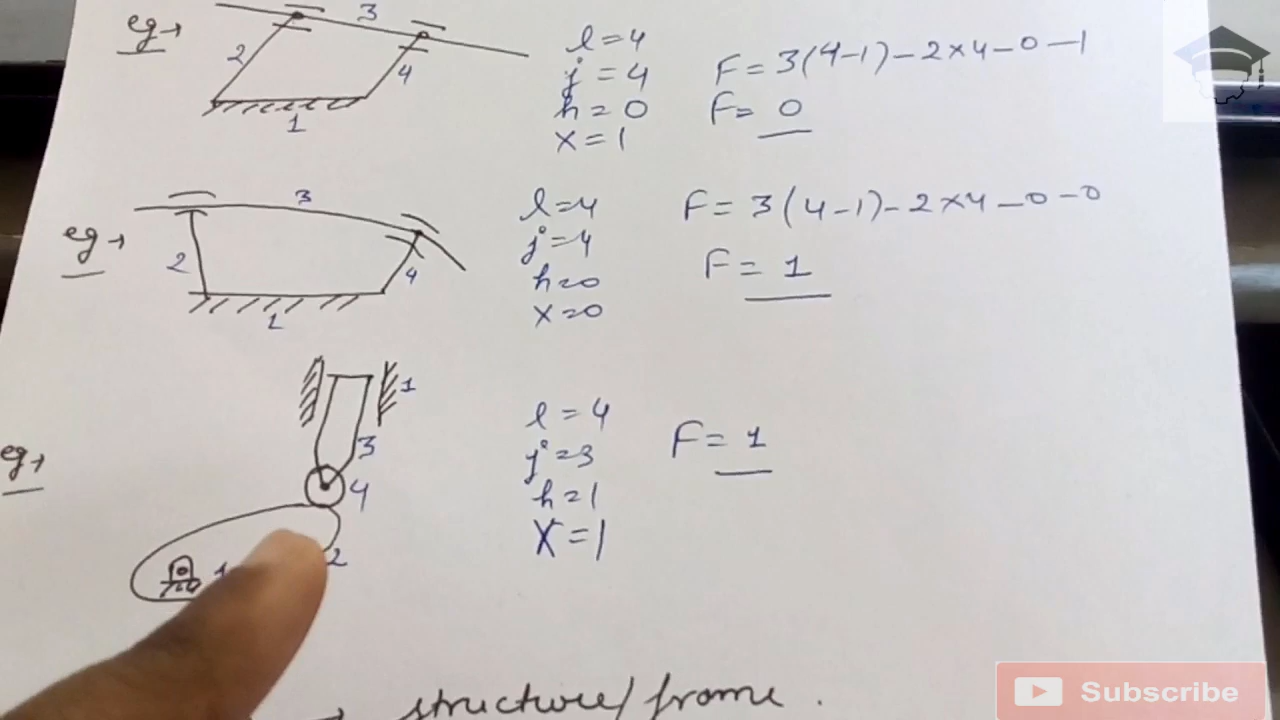 eg→
3
2
4
1
l=4
j=4
h=0
x=1
F=3(4-1)-2×4-0-1
F= 0
eg→
3
2
4
1
l=4
j=4
h=0
x=0
F=3(4-1)-2×4-0-0
F= 1
eg→
1
3
4
2
l=4
j=3
h=1
X=1
F= 1
→ structure/frame.
Subscribe